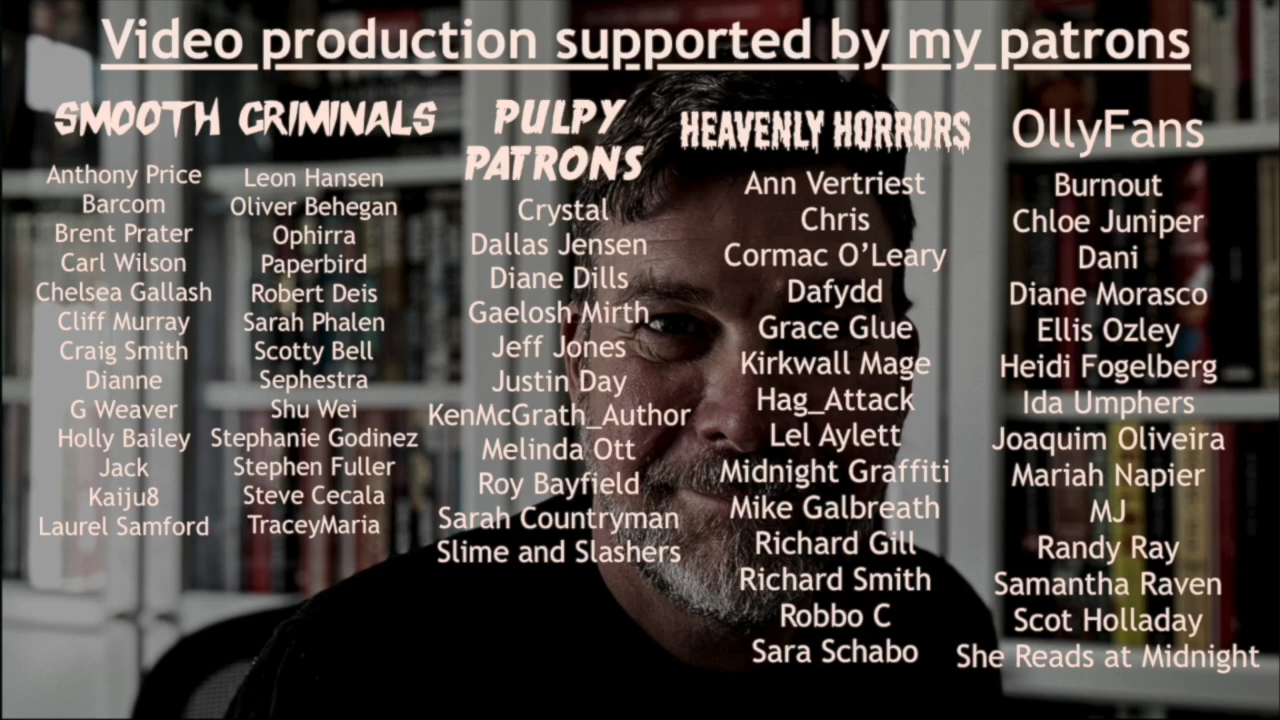 Video production supported by my patrons
SMOOTH CRIMINALS
Anthony Price
Barcom
Brent Prater
Carl Wilson
Chelsea Gallash
Cliff Murray
Craig Smith
Dianne
G Weaver
Holly Bailey
Jack
Kaiju8
Laurel Samford
Leon Hansen
Oliver Behegan
Ophirra
Paperbird
Robert Deis
Sarah Phalen
Scotty Bell
Sephestra
Shu Wei
Stephanie Godinez
Stephen Fuller
Steve Cecala
TraceyMaria
PULPY
PATRONS
Crystal
Dallas Jensen
Diane Dills
Gaelosh Mirth
Jeff Jones
Justin Day
KenMcGrath_Author
Melinda Ott
Roy Bayfield
Sarah Countryman
Slime and Slashers
HEAVENLY HORRORS
Ann Vertriest
Chris
Cormac O’Leary
Dafydd
Grace Glue
Kirkwall Mage
Hag_Attack
Lel Aylett
Midnight Graffiti
Mike Galbreath
Richard Gill
Richard Smith
Robbo C
Sara Schabo
OllyFans
Burnout
Chloe Juniper
Dani
Diane Morasco
Ellis Ozley
Heidi Fogelberg
Ida Umphers
Joaquim Oliveira
Mariah Napier
MJ
Randy Ray
Samantha Raven
Scot Holladay
She Reads at Midnight